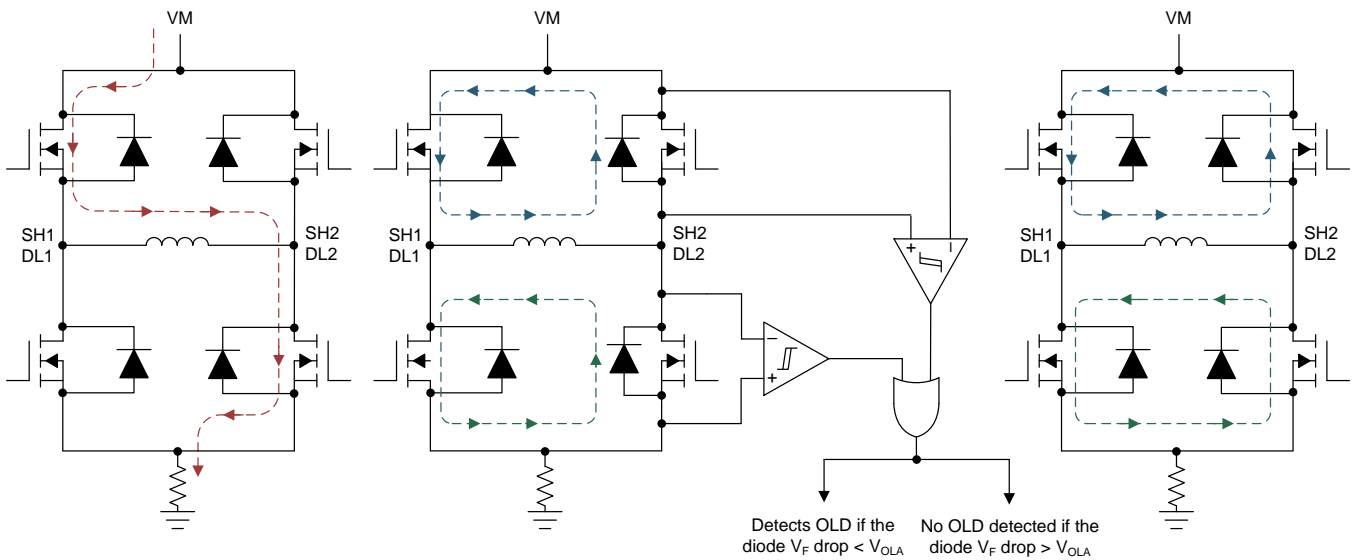 VM
VM
VM
SH1
DL1
SH2
DL2
SH1
DL1
SH2
DL2
SH1
DL1
SH2
DL2
+
−
−
+
Detects OLD if the
diode VF drop < VOLA
No OLD detected if the
diode VF drop > VOLA